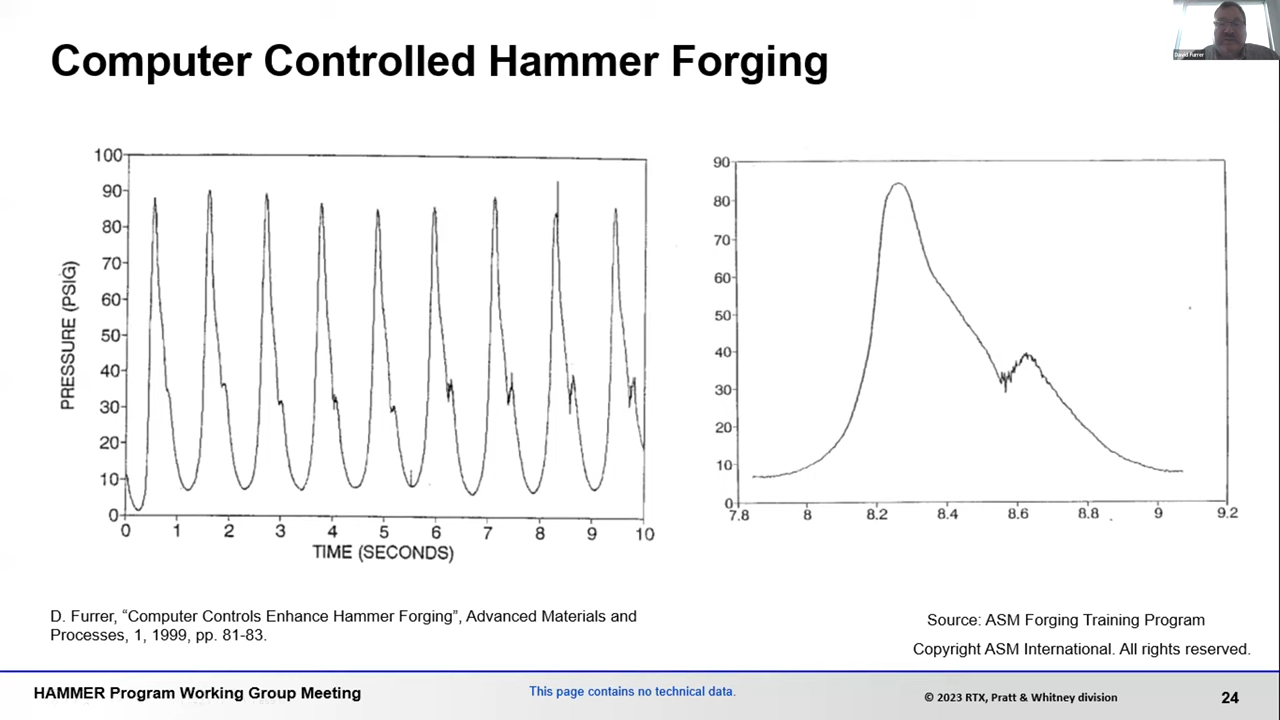 Computer Controlled Hammer Forging
David Furrer
PRESSURE (PSIG)
100
90
80
70
60
50
40
30
20
10
0
0 1 2 3 4 5 6 7 8 9 10
TIME (SECONDS)
90
80
70
60
50
40
30
20
10
0
7.8 8 8.2 8.4 8.6 8.8 9 9.2
D. Furrer, “Computer Controls Enhance Hammer Forging”, Advanced Materials and
Processes, 1, 1999, pp. 81-83.
Source: ASM Forging Training Program
Copyright ASM International. All rights reserved.
HAMMER Program Working Group Meeting
This page contains no technical data.
© 2023 RTX, Pratt & Whitney division
24